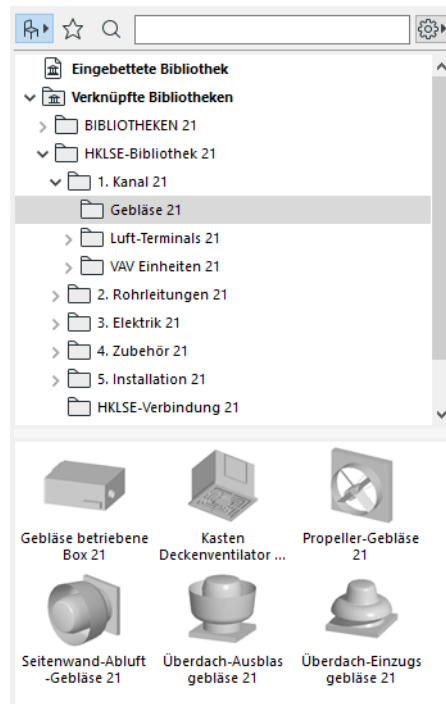 Eingebettete Bibliothek
Verknüpfte Bibliotheken
BIBLIOTHEKEN 21
HKLSE-Bibliothek 21
1. Kanal 21
Gebläse 21
Luft-Terminals 21
VAV Einheiten 21
2. Rohrleitungen 21
3. Elektrik 21
4. Zubehör 21
5. Installation 21
HKLSE-Verbindung 21
Gebläse betriebene
Box 21
Kasten
Deckenventilator ...
Propeller-Gebläse
21
Seitenwand-Abluft
-Gebläse 21
Überdach-Ausblas
gebläse 21
Überdach-Einzugs
gebläse 21